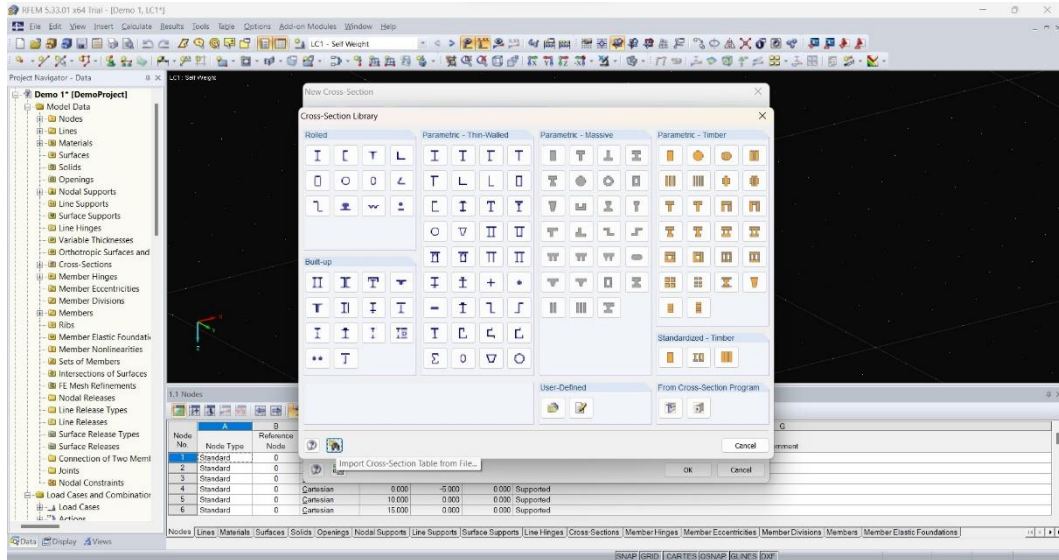 RFEM 5.33.01 x64 Trial - [Demo 1, LC1*]
File Edit View Insert Calculate Results Tools Table Options Add-on Modules Window Help
LC1 - Self Weight
Project Navigator - Data
LC1 : Self Weight
Demo 1* [DemoProject]
Model Data
Nodes
Lines
Materials
Surfaces
Solids
Openings
Nodal Supports
Line Supports
Surface Supports
Line Hinges
Variable Thicknesses
Orthotropic Surfaces and
Cross-Sections
Member Hinges
Member Eccentricities
Member Divisions
Members
Ribs
Member Elastic Foundati
Member Nonlinearities
Sets of Members
Intersections of Surfaces
FE Mesh Refinements
Nodal Releases
Line Release Types
Line Releases
Surface Release Types
Surface Releases
Connection of Two Meml
Joints
Nodal Constraints
Load Cases and Combination
Load Cases
Actions
Data Display Views
New Cross-Section
Cross-Section Library
Rolled
Parametric - Thin-Walled
Parametric - Massive
Parametric - Timber
Built-up
Standardized - Timber
User-Defined
From Cross-Section Program
Cancel
Import Cross-Section Table from File...
OK Cancel
1.1 Nodes
A B G
Node No. Node Type Reference Node
1 Standard 0
2 Standard 0
3 Standard 0
4 Standard 0 Cartesian 0.000 -5.000 0.000 Supported
5 Standard 0 Cartesian 10.000 0.000 0.000 Supported
6 Standard 0 Cartesian 15.000 0.000 0.000 Supported
Nodes Lines Materials Surfaces Solids Openings Nodal Supports Line Supports Surface Supports Line Hinges Cross-Sections Member Hinges Member Eccentricities Member Divisions Members Member Elastic Foundations
SNAP GRID CARTES OSNAP GLINES DXF